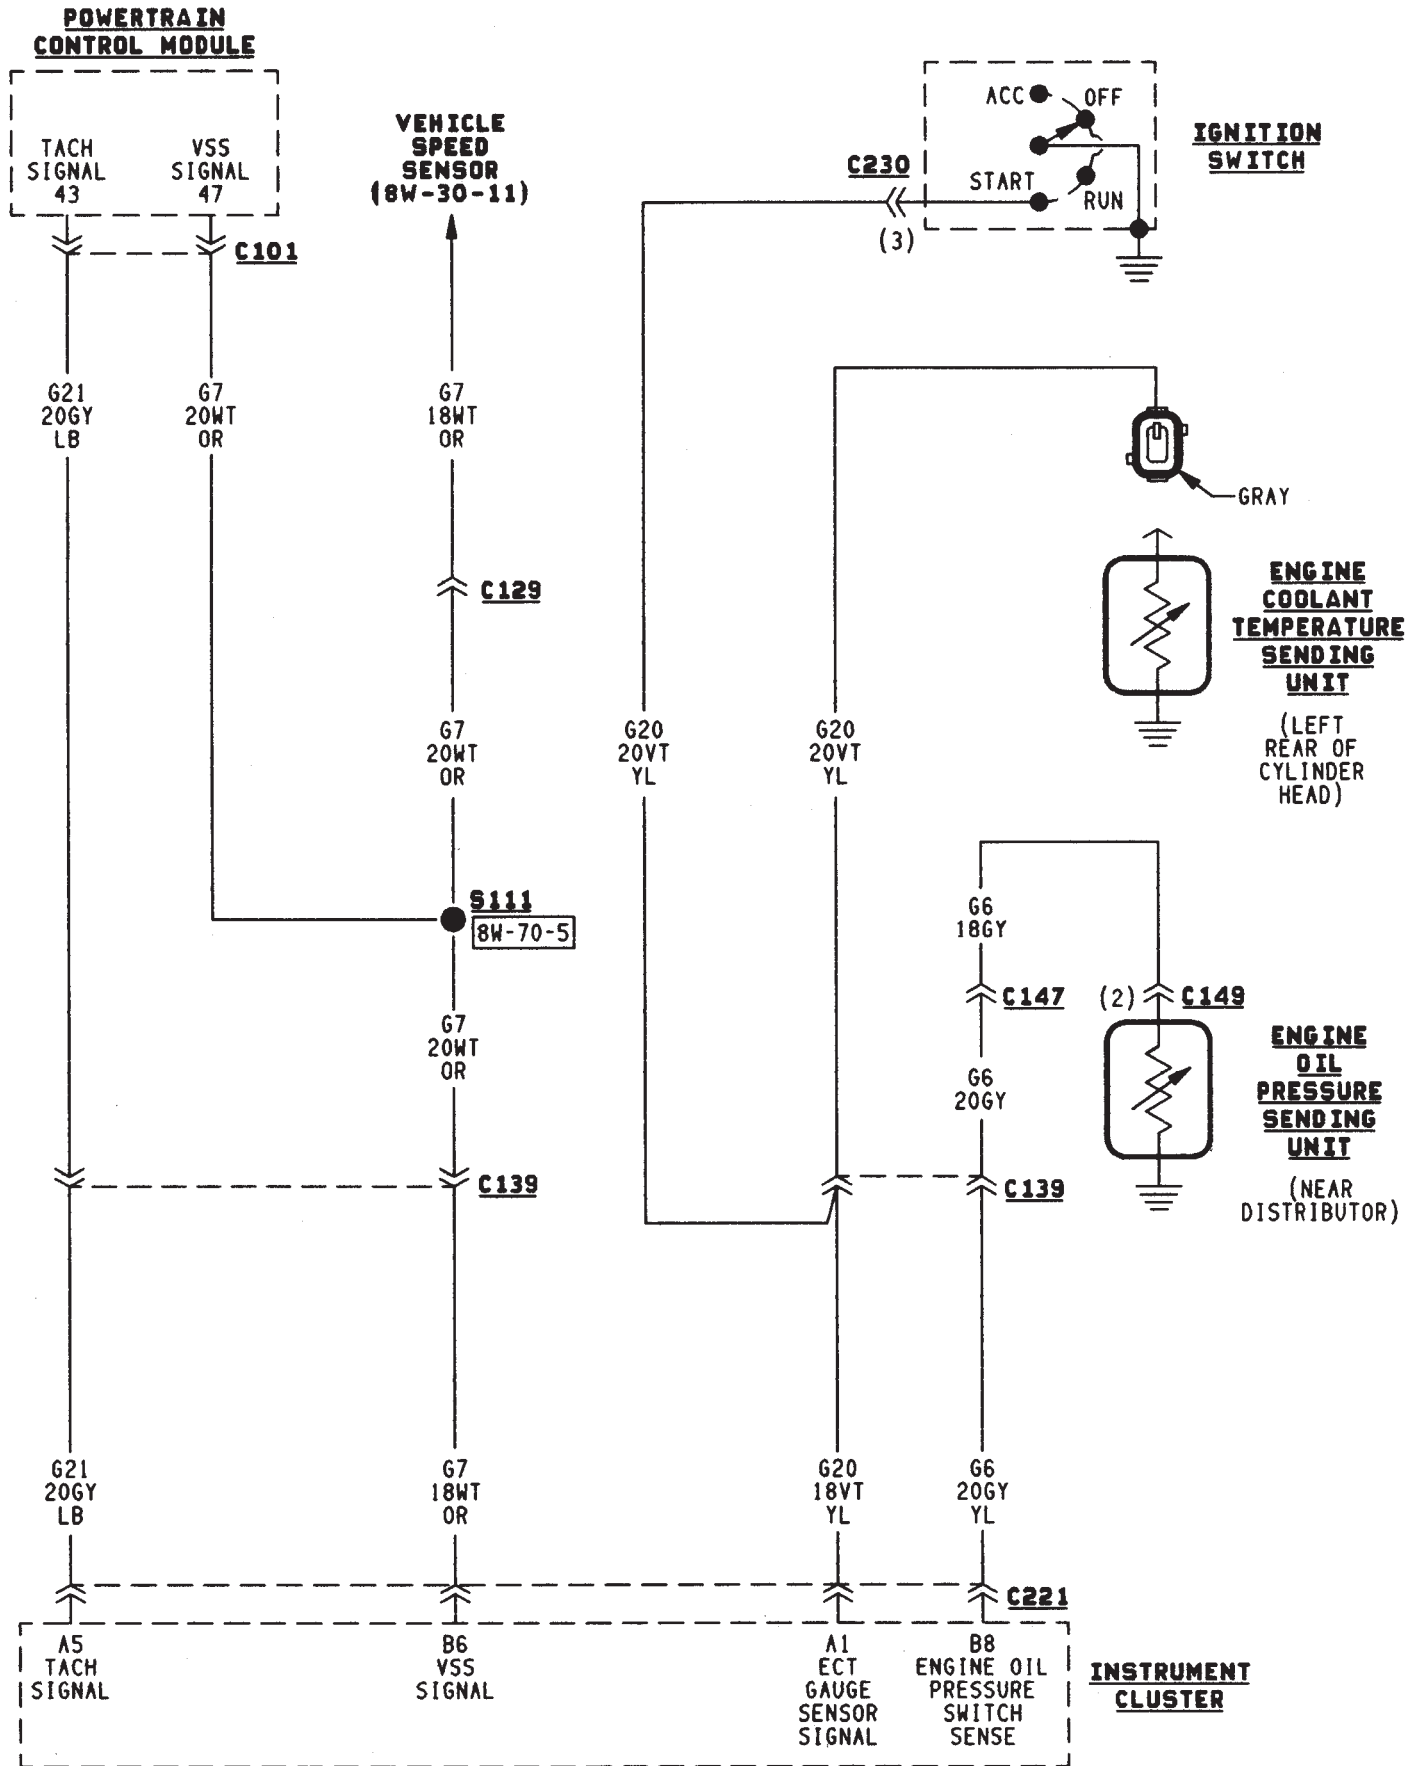 POWERTRAIN
CONTROL MODULE
TACH
SIGNAL
43
VSS
SIGNAL
47
C101
VEHICLE
SPEED
SENSOR
(8W-30-11)
C230
(3)
ACC
OFF
START
RUN
IGNITION
SWITCH
G21
20GY
LB
G7
20WT
OR
G7
18WT
OR
GRAY
C129
ENGINE
COOLANT
TEMPERATURE
SENDING
UNIT
(LEFT
REAR OF
CYLINDER
HEAD)
G7
20WT
OR
G20
20VT
YL
G20
20VT
YL
S111
8W-70-5
G6
18GY
C147
(2)
C149
G7
20WT
OR
G6
20GY
ENGINE
OIL
PRESSURE
SENDING
UNIT
(NEAR
DISTRIBUTOR)
C139
C139
G21
20GY
LB
G7
18WT
OR
G20
18VT
YL
G6
20GY
YL
C221
A5
TACH
SIGNAL
B6
VSS
SIGNAL
A1
ECT
GAUGE
SENSOR
SIGNAL
B8
ENGINE OIL
PRESSURE
SWITCH
SENSE
INSTRUMENT
CLUSTER